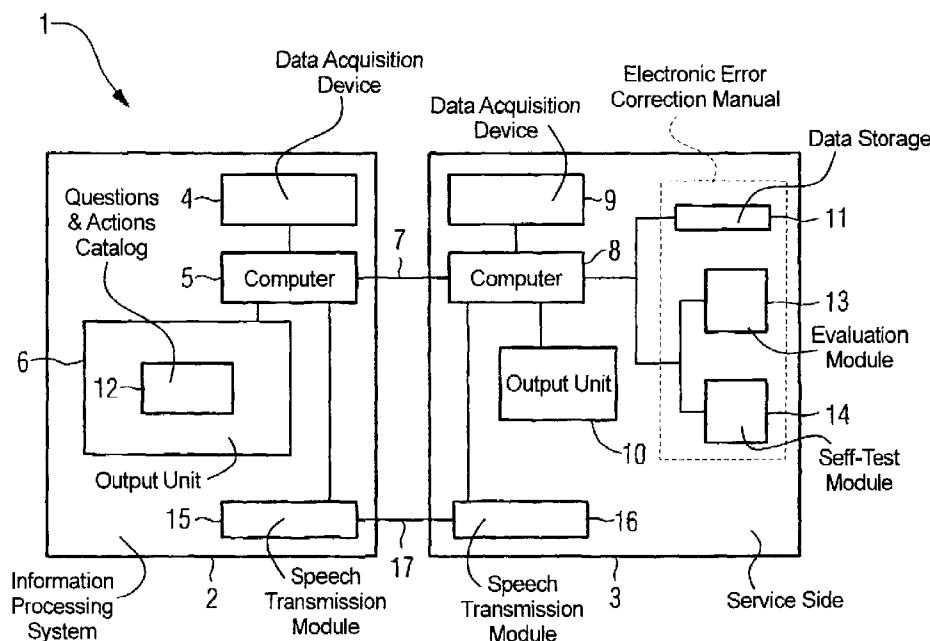 1
Data Acquisition
Device
Electronic Error
Correction Manual
Data Acquisition
Device
Data Storage
Questions
& Actions
Catalog
4
9
11
5
Computer
7
8
Computer
13
Evaluation
Module
6
12
Output Unit
10
14
Seff-Test
Module
Output Unit
15
17
16
Information
Processing
System
2
Speech
Transmission
Module
Speech
Transmission
Module
3
Service Side